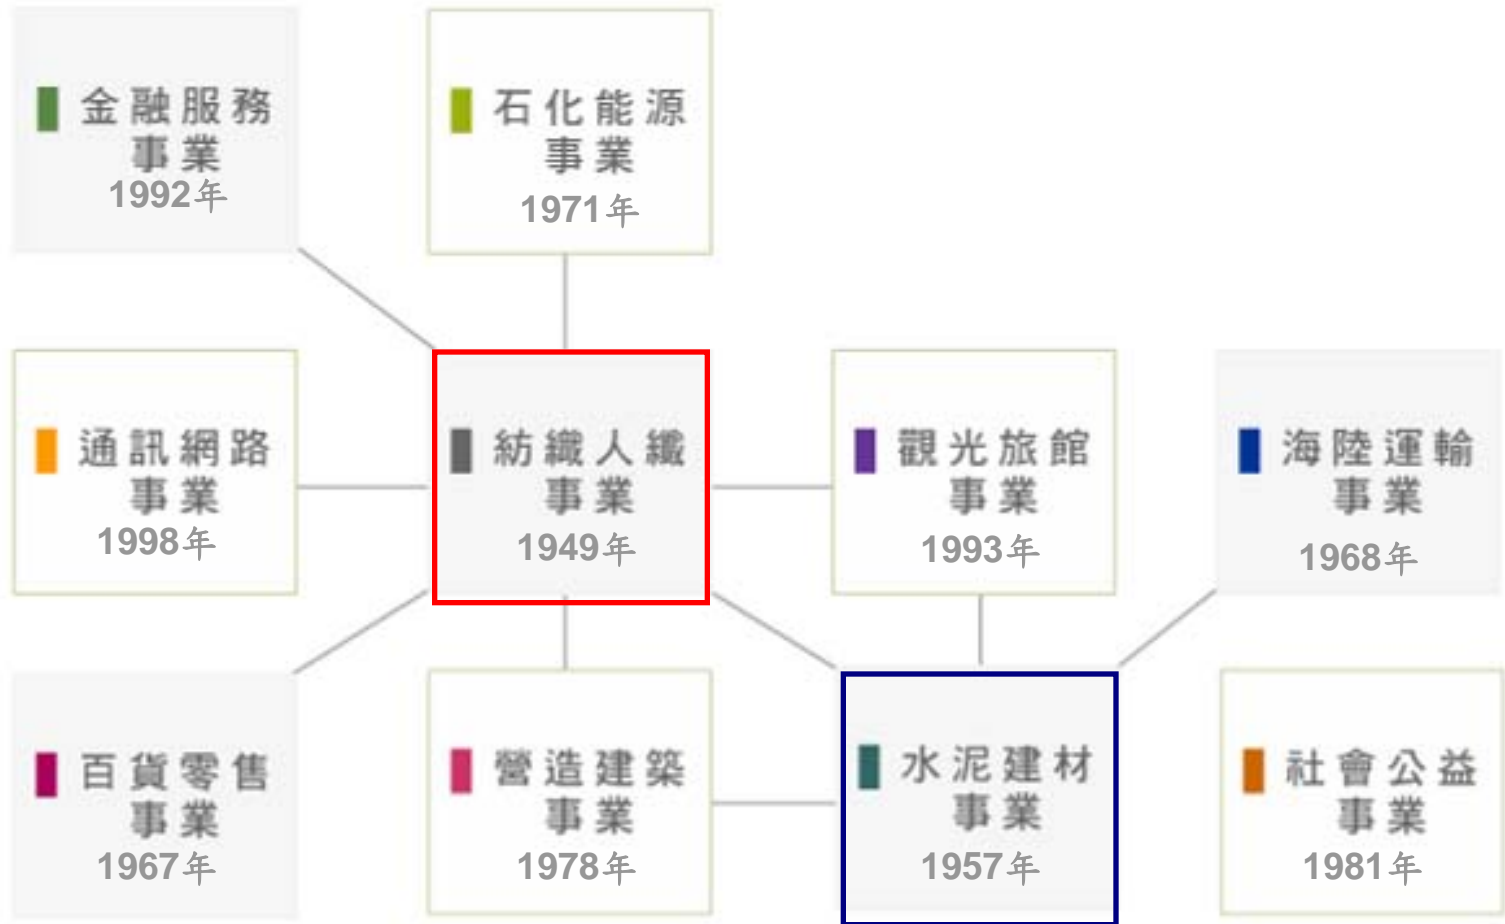 金融服務
事業
1992年
石化能源
事業
1971年
通訊網路
事業
1998年
紡織人纖
事業
1949年
觀光旅館
事業
1993年
海陸運輸
事業
1968年
百貨零售
事業
1967年
營造建築
事業
1978年
水泥建材
事業
1957年
社會公益
事業
1981年